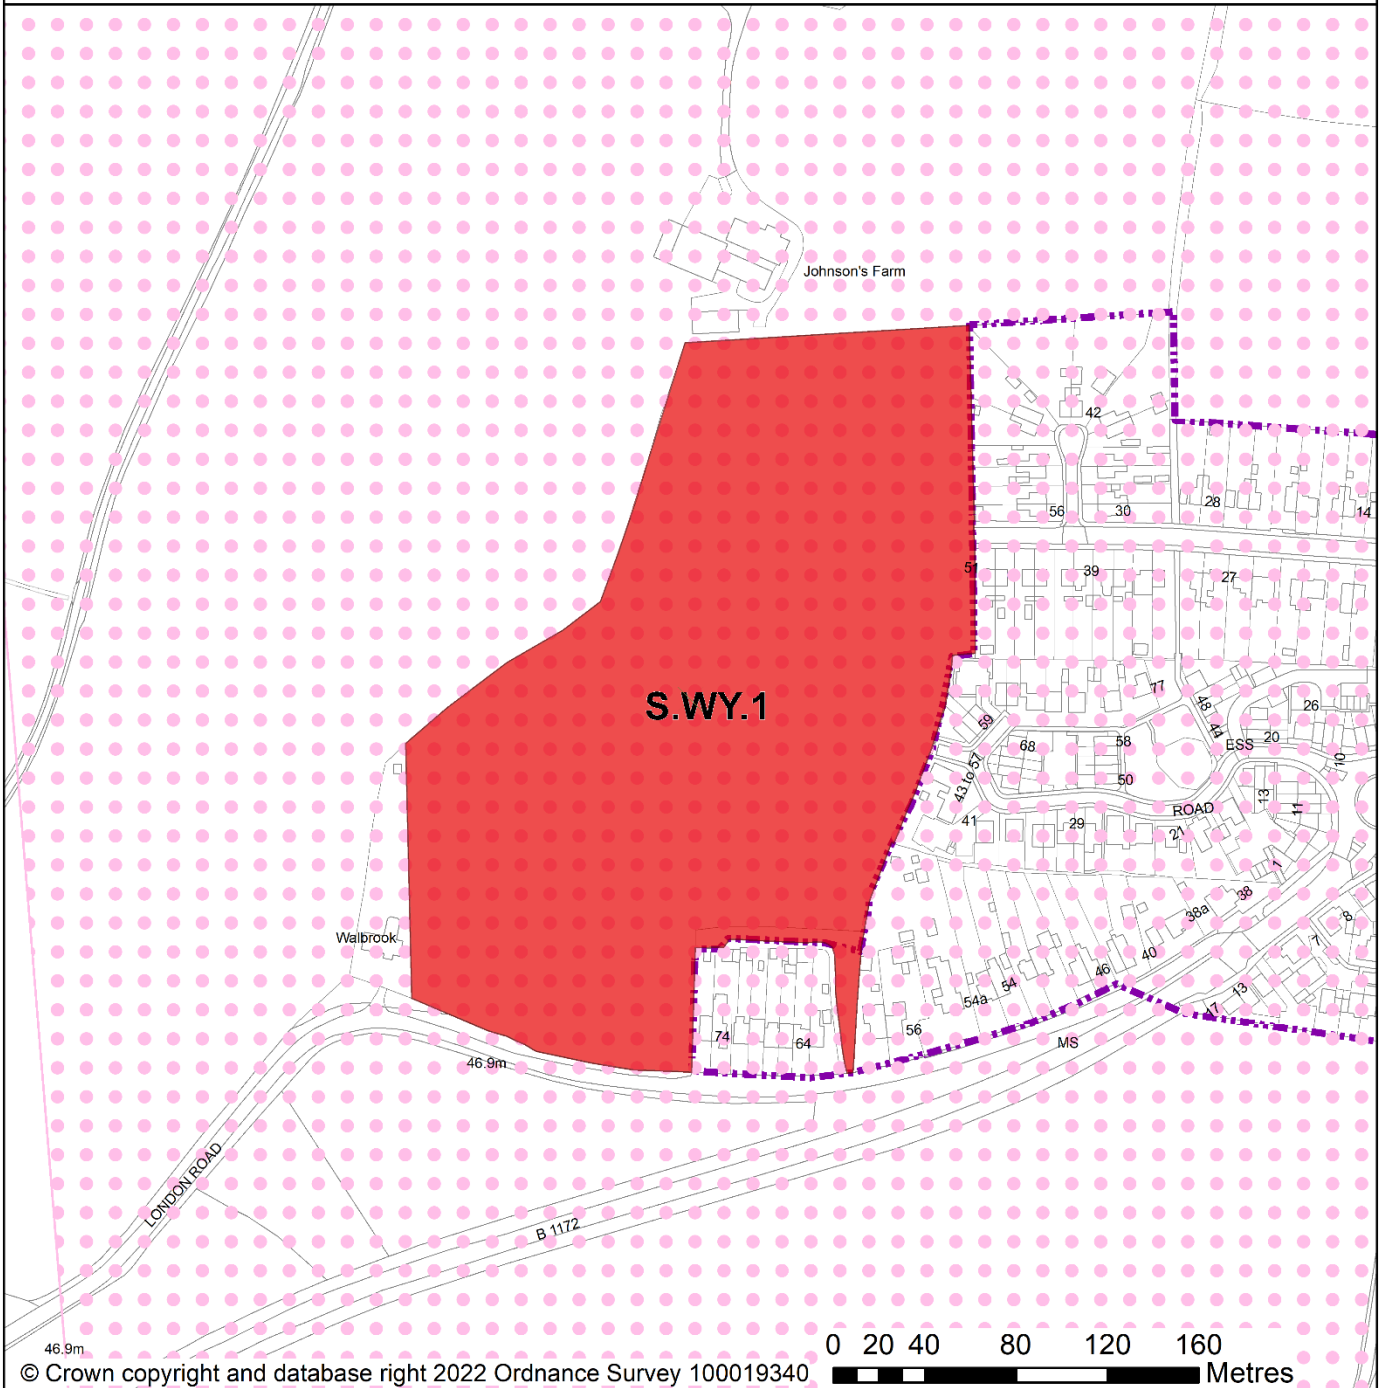 Johnson's Farm
42
56
30
28
14
51
39
27
S.WY.1
77
59
48
26
44
20
68
58
ESS
10
43 to 57
50
13
11
ROAD
41
29
21
1
38
38a
8
Walbrook
7
40
46
54
13
54a
17
74
64
56
MS
46.9m
LONDON ROAD
B 1172
46.9m
0 20 40 80 120 160
Metres
© Crown copyright and database right 2022 Ordnance Survey 100019340